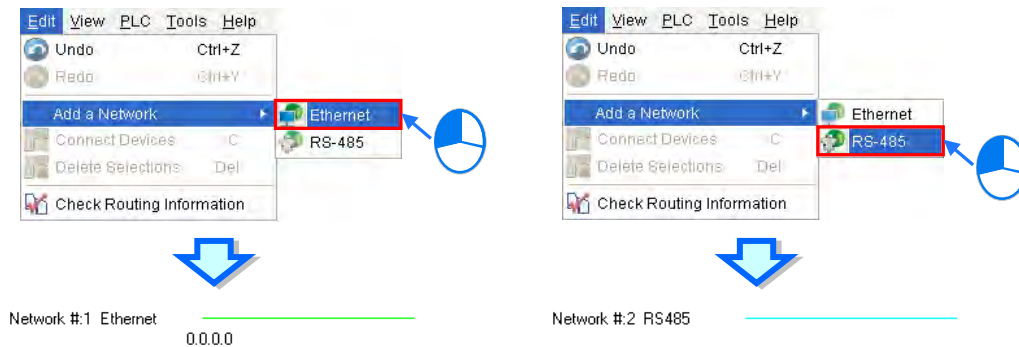 Edit View PLC Tools Help
Undo Ctrl+Z
Redo Ctrl+Y
Add a Network
Ethernet
Connect Devices C
RS-485
Delete Selections Del
Check Routing Information
Network #:1 Ethernet
0.0.0.0
Edit View PLC Tools Help
Undo Ctrl+Z
Redo Ctrl+Y
Add a Network
Ethernet
Connect Devices C
RS-485
Delete Selections Del
Check Routing Information
Network #:2 RS485